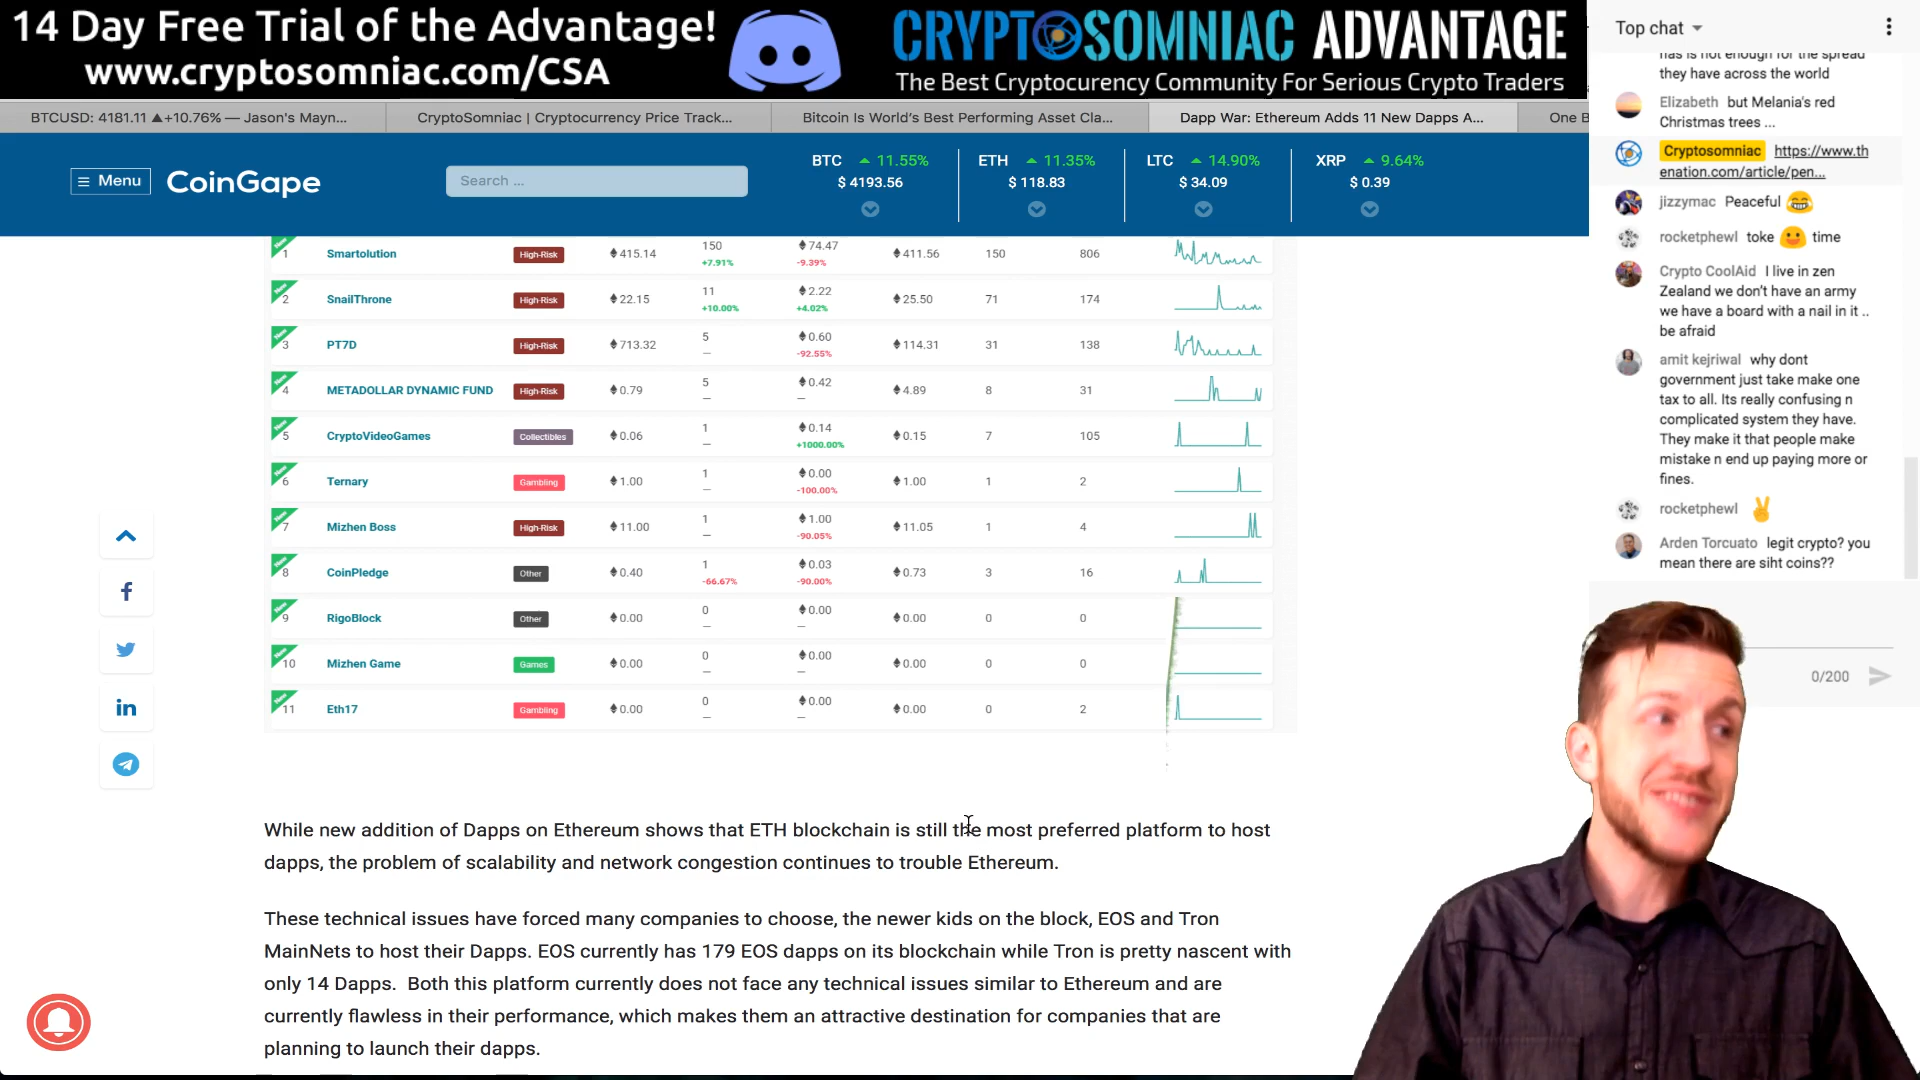 14 Day Free Trial of the Advantage!
www.cryptosomniac.com/CSA
CRYPTOSOMNIAC ADVANTAGE
The Best Cryptocurency Community For Serious Crypto Traders
BTCUSD: 4181.11 ▲+10.76% — Jason's Mayn...
CryptoSomniac | Cryptocurrency Price Track...
Bitcoin Is World's Best Performing Asset Cla...
Dapp War: Ethereum Adds 11 New Dapps A...
One B
Menu
CoinGape
Search ...
BTC 11.55%
$ 4193.56
ETH 11.35%
$ 118.83
LTC 14.90%
$ 34.09
XRP 9.64%
$ 0.39
New 1 Smartolution High-Risk 415.14 150 +7.91% 74.47 -9.39% 411.56 150 806
New 2 SnailThrone High-Risk 22.15 11 +10.00% 2.22 +4.02% 25.50 71 174
New 3 PT7D High-Risk 713.32 5 — 0.60 -92.55% 114.31 31 138
New 4 METADOLLAR DYNAMIC FUND High-Risk 0.79 5 — 0.42 — 4.89 8 31
New 5 CryptoVideoGames Collectibles 0.06 1 — 0.14 +1000.00% 0.15 7 105
New 6 Ternary Gambling 1.00 1 — 0.00 -100.00% 1.00 1 2
New 7 Mizhen Boss High-Risk 11.00 1 — 1.00 -90.05% 11.05 1 4
New 8 CoinPledge Other 0.40 1 -66.67% 0.03 -90.00% 0.73 3 16
New 9 RigoBlock Other 0.00 0 — 0.00 — 0.00 0 0
New 10 Mizhen Game Games 0.00 0 — 0.00 — 0.00 0 0
New 11 Eth17 Gambling 0.00 0 — 0.00 — 0.00 0 2
While new addition of Dapps on Ethereum shows that ETH blockchain is still the most preferred platform to host
dapps, the problem of scalability and network congestion continues to trouble Ethereum.
These technical issues have forced many companies to choose, the newer kids on the block, EOS and Tron
MainNets to host their Dapps. EOS currently has 179 EOS dapps on its blockchain while Tron is pretty nascent with
only 14 Dapps. Both this platform currently does not face any technical issues similar to Ethereum and are
currently flawless in their performance, which makes them an attractive destination for companies that are
planning to launch their dapps.
Top chat
has is not enough for the spread
they have across the world
Elizabeth but Melania's red
Christmas trees ...
Cryptosomniac https://www.th
enation.com/article/pen...
jizzymac Peaceful 😂
rocketphewl toke 😛 time
Crypto CoolAid I live in zen
Zealand we don't have an army
we have a board with a nail in it ..
be afraid
amit kejriwal why dont
government just take make one
tax to all. Its really confusing n
complicated system they have.
They make it that people make
mistake n end up paying more or
fines.
rocketphewl ✌
Arden Torcuato legit crypto? you
mean there are siht coins??
0/200